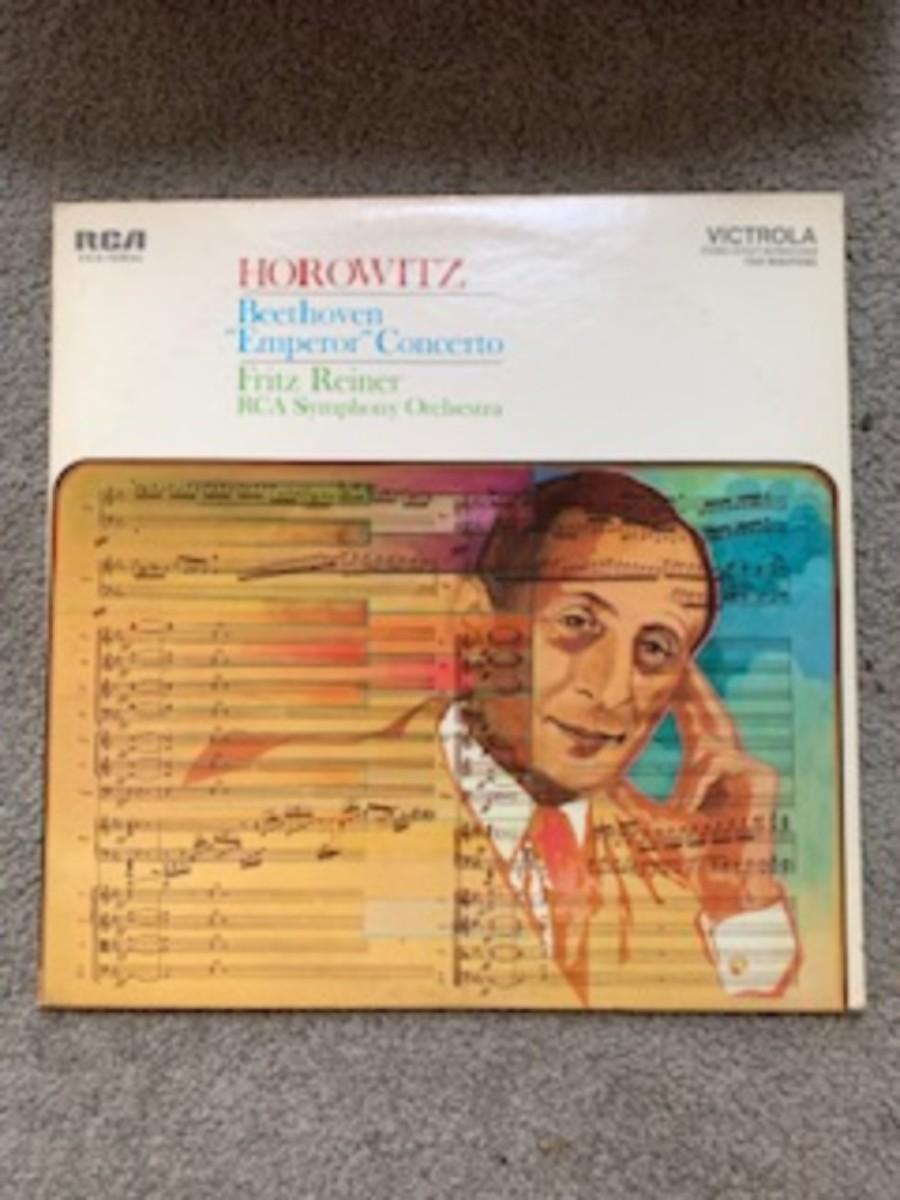 RCA
VICTROLA
HOROWITZ
Beethoven
"Emperor" Concerto
Fritz Reiner
RCA Symphony Orchestra